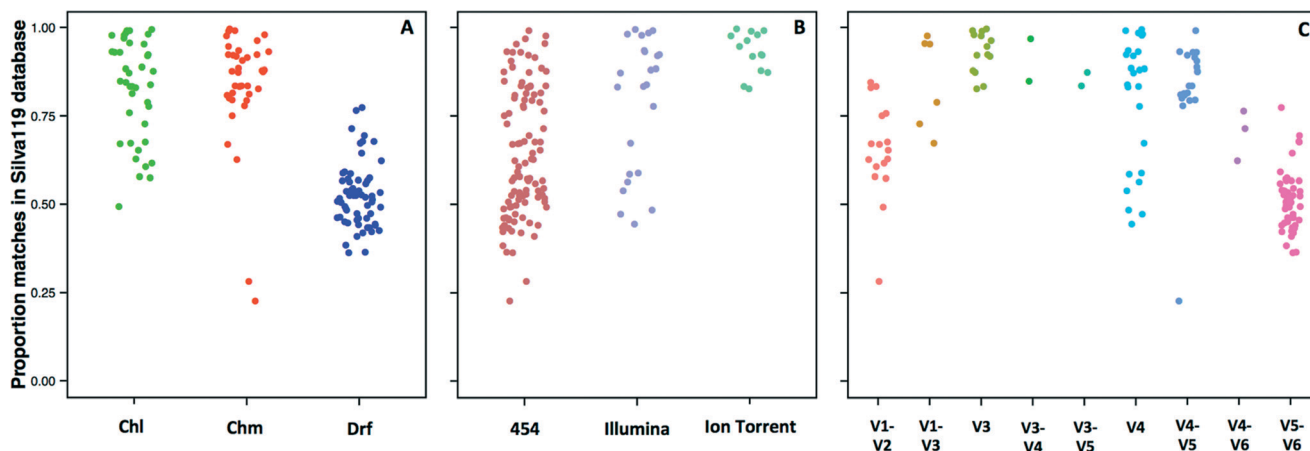 Proportion matches in Silva119 database
1.00
0.75
0.50
0.25
0.00
A
Chl Chm Drf
B
454 Illumina Ion Torrent
C
V1-V2 V1-V3 V3 V3-V4 V3-V5 V4 V4-V5 V4-V6 V5-V6